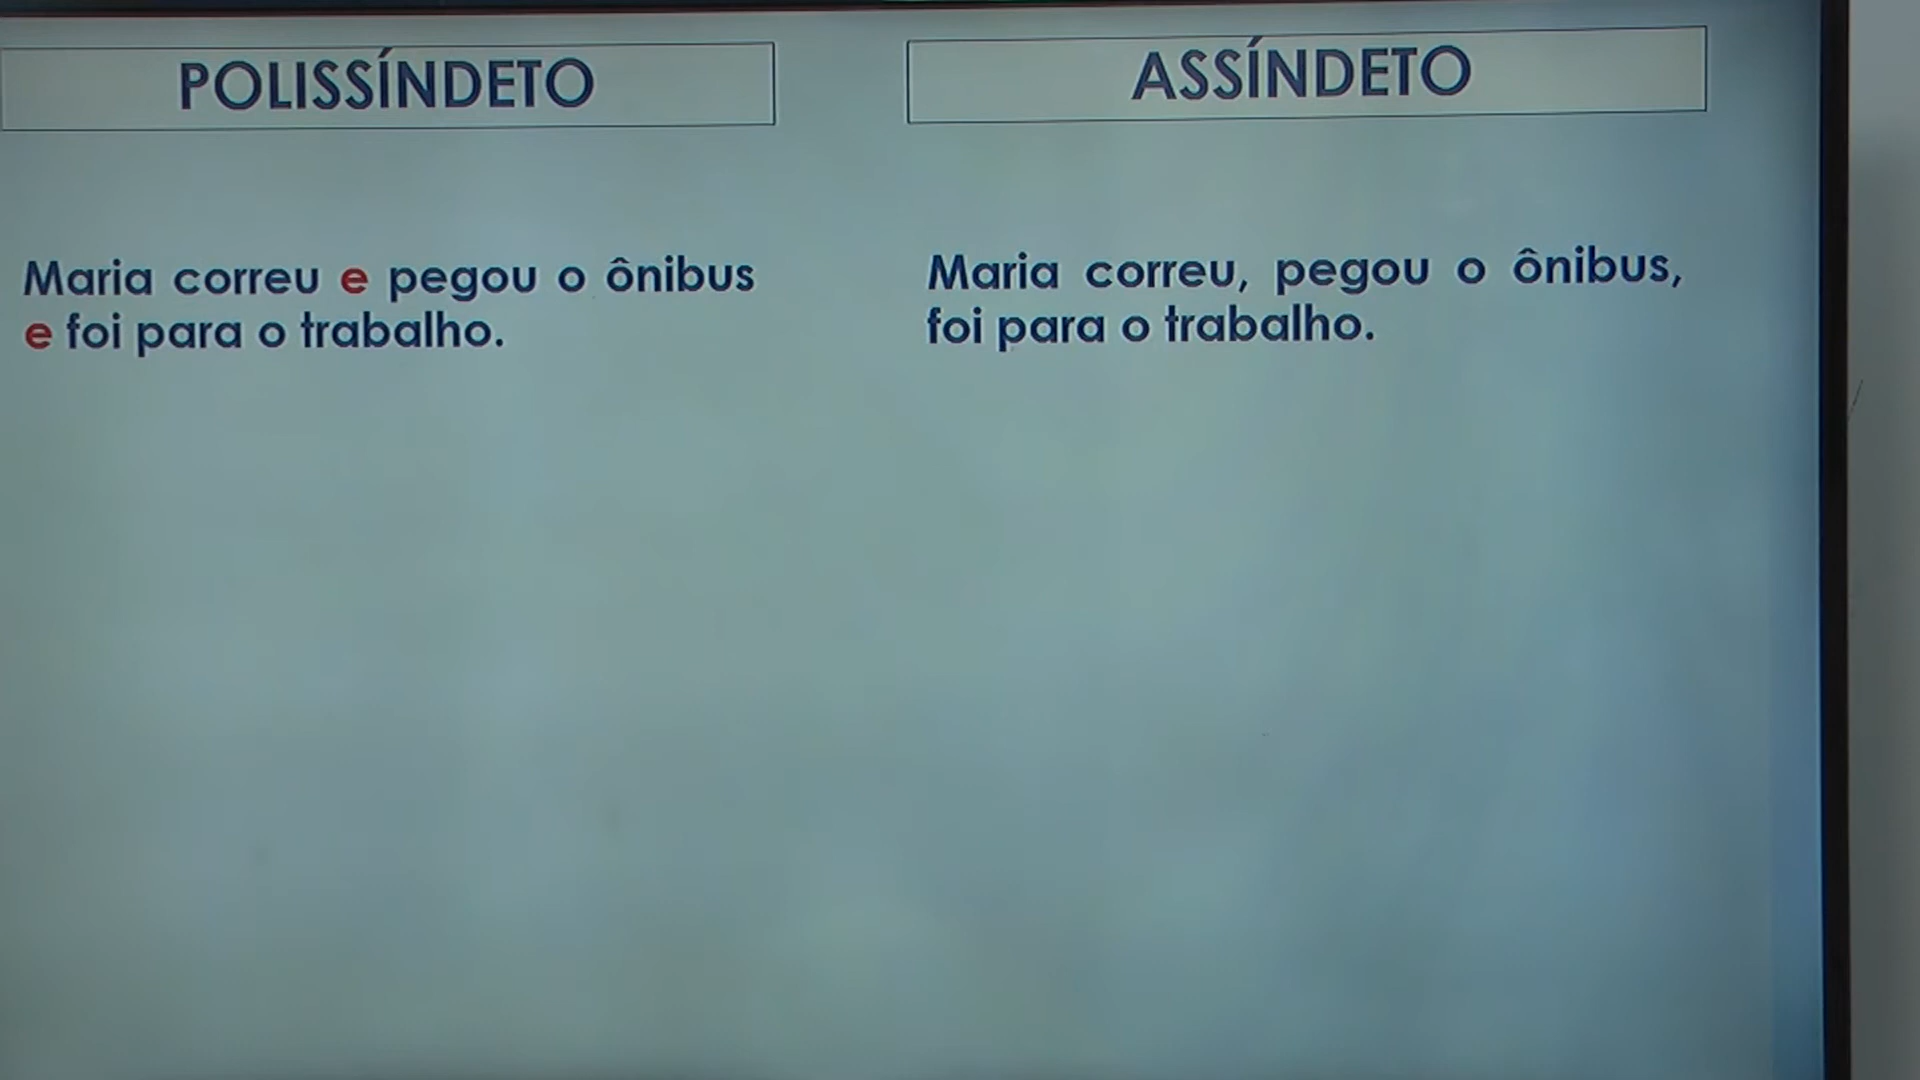 POLISSÍNDETO
Maria correu e pegou o ônibus
e foi para o trabalho.
ASSÍNDETO
Maria correu, pegou o ônibus,
foi para o trabalho.